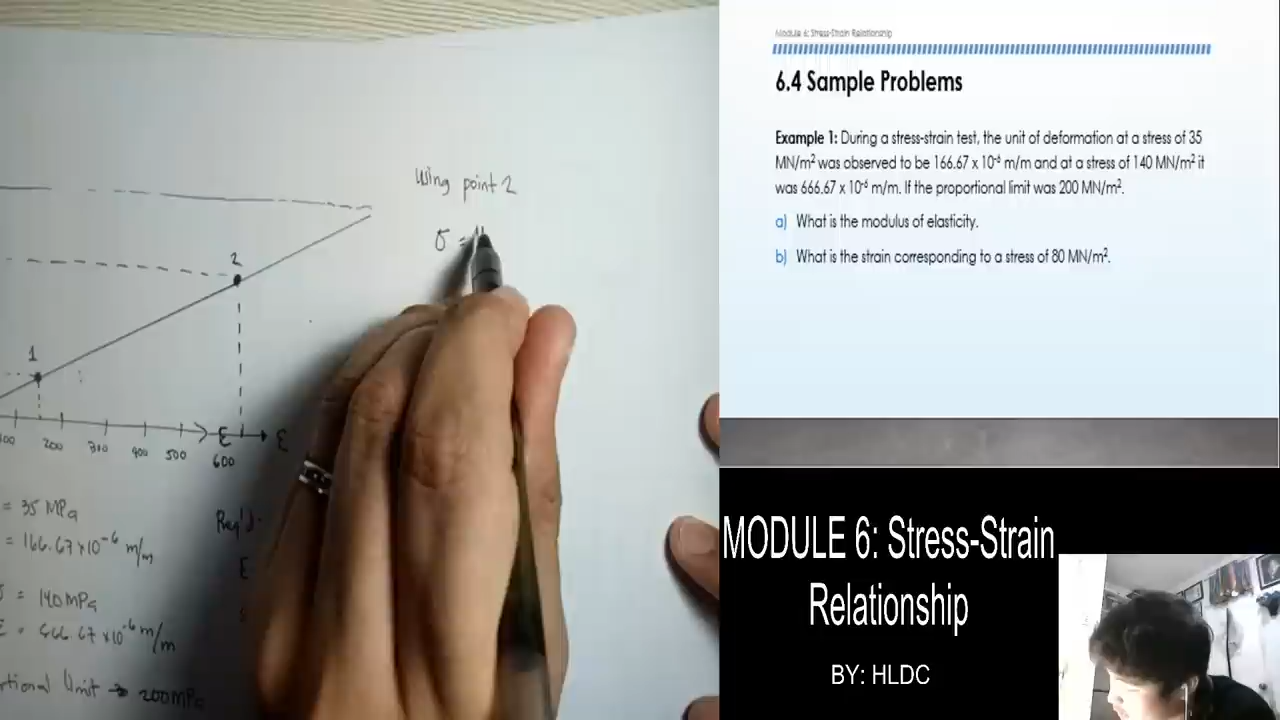 using point 2
σ =
2
1
200 300 400 500 600
ε ε
= 35 MPa
= 166.67 x 10⁻⁶ m/m
Req'd.
E
= 140 MPa
ε = 666.67 x 10⁻⁶ m/m
→ 200 MPa
Module 6: Stress-Strain Relationship
6.4 Sample Problems
Example 1: During a stress-strain test, the unit of deformation at a stress of 35
MN/m² was observed to be 166.67 x 10⁻⁶ m/m and at a stress of 140 MN/m² it
was 666.67 x 10⁻⁶ m/m. If the proportional limit was 200 MN/m².
a) What is the modulus of elasticity.
b) What is the strain corresponding to a stress of 80 MN/m².
MODULE 6: Stress-Strain
Relationship
BY: HLDC